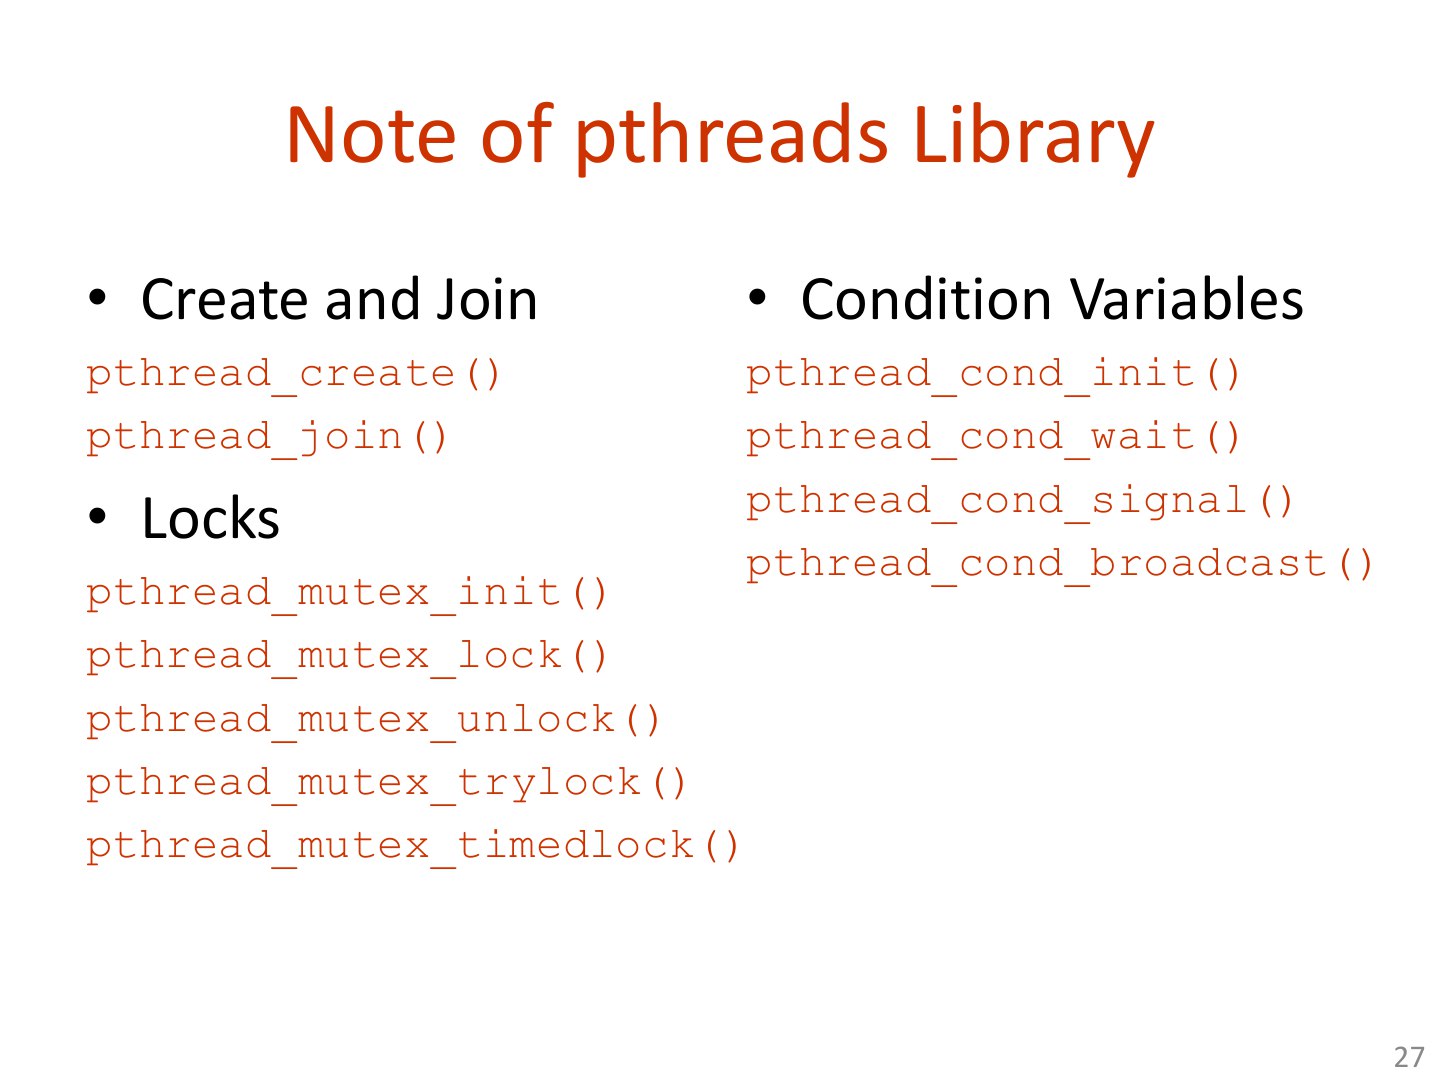 Note of pthreads Library
• Create and Join
pthread_create()
pthread_join()
• Locks
pthread_mutex_init()
pthread_mutex_lock()
pthread_mutex_unlock()
pthread_mutex_trylock()
pthread_mutex_timedlock()
• Condition Variables
pthread_cond_init()
pthread_cond_wait()
pthread_cond_signal()
pthread_cond_broadcast()
27